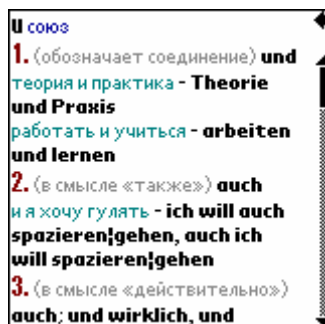 и союз
1. (обозначает соединение) und
теория и практика - Theorie
und Praxis
работать и учиться - arbeiten
und lernen
2. (в смысле «также») auch
и я хочу гулять - ich will auch
spazieren¦gehen, auch ich
will spazieren¦gehen
3. (в смысле «действительно»)
auch; und wirklich, und